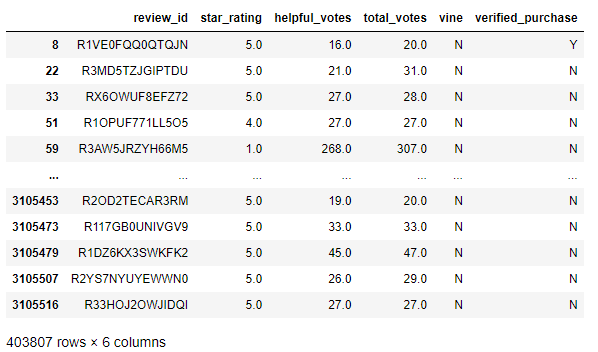 review_id star_rating helpful_votes total_votes vine verified_purchase
8 R1VE0FQQ0QTQJN 5.0 16.0 20.0 N Y
22 R3MD5TZJGIPTDU 5.0 21.0 31.0 N N
33 RX6OWUF8EFZ72 5.0 27.0 28.0 N N
51 R1OPUF771LL5O5 4.0 27.0 27.0 N N
59 R3AW5JRZYH66M5 1.0 268.0 307.0 N N
... ... ... ... ... ... ...
3105453 R2OD2TECAR3RM 5.0 19.0 20.0 N N
3105473 R117GB0UNIVGV9 5.0 33.0 33.0 N N
3105479 R1DZ6KX3SWKFK2 5.0 45.0 47.0 N N
3105507 R2YS7NYUYEWWN0 5.0 26.0 29.0 N N
3105516 R33HOJ2OWJIDQI 5.0 27.0 27.0 N N
403807 rows × 6 columns